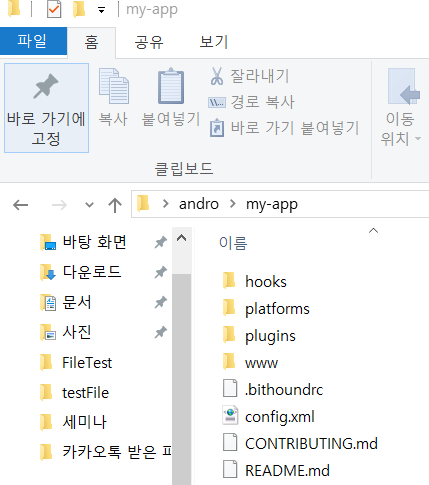 my-app
파일 홈 공유 보기
바로 가기에
고정
복사
붙여넣기
잘라내기
경로 복사
바로 가기 붙여넣기
이동
위치
클립보드
andro my-app
바탕 화면
다운로드
문서
사진
FileTest
testFile
세미나
카카오톡 받은
이름
hooks
platforms
plugins
www
.bithoundrc
config.xml
CONTRIBUTING.md
README.md